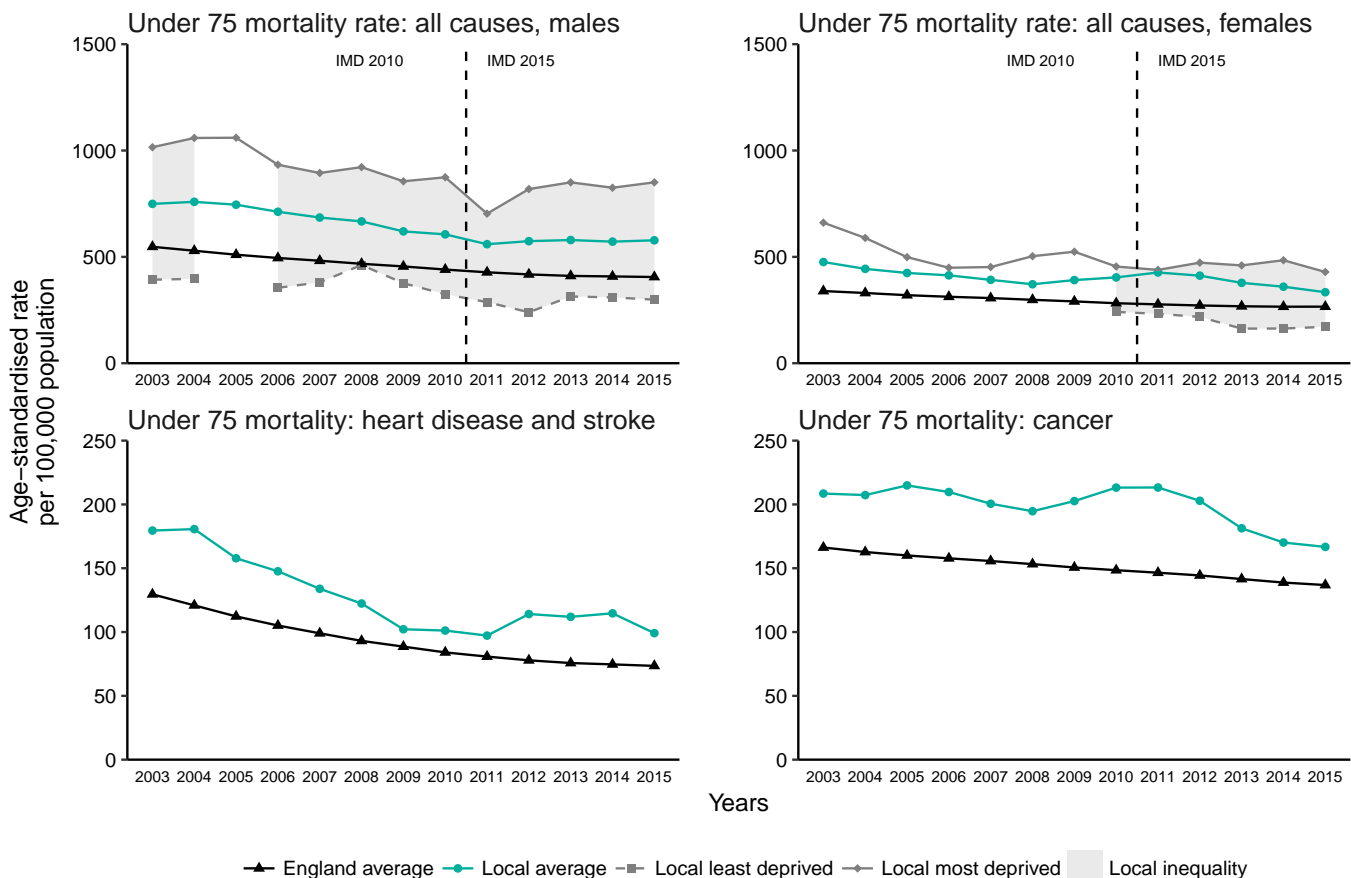 Under 75 mortality rate: all causes, males
1500
1000
500
0
IMD 2010
IMD 2015
2003 2004 2005 2006 2007 2008 2009 2010 2011 2012 2013 2014 2015
Under 75 mortality rate: all causes, females
1500
1000
500
0
IMD 2010
IMD 2015
2003 2004 2005 2006 2007 2008 2009 2010 2011 2012 2013 2014 2015
Age−standardised rate
per 100,000 population
Under 75 mortality: heart disease and stroke
250
200
150
100
50
0
2003 2004 2005 2006 2007 2008 2009 2010 2011 2012 2013 2014 2015
Under 75 mortality: cancer
250
200
150
100
50
0
2003 2004 2005 2006 2007 2008 2009 2010 2011 2012 2013 2014 2015
Years
England average Local average Local least deprived Local most deprived Local inequality